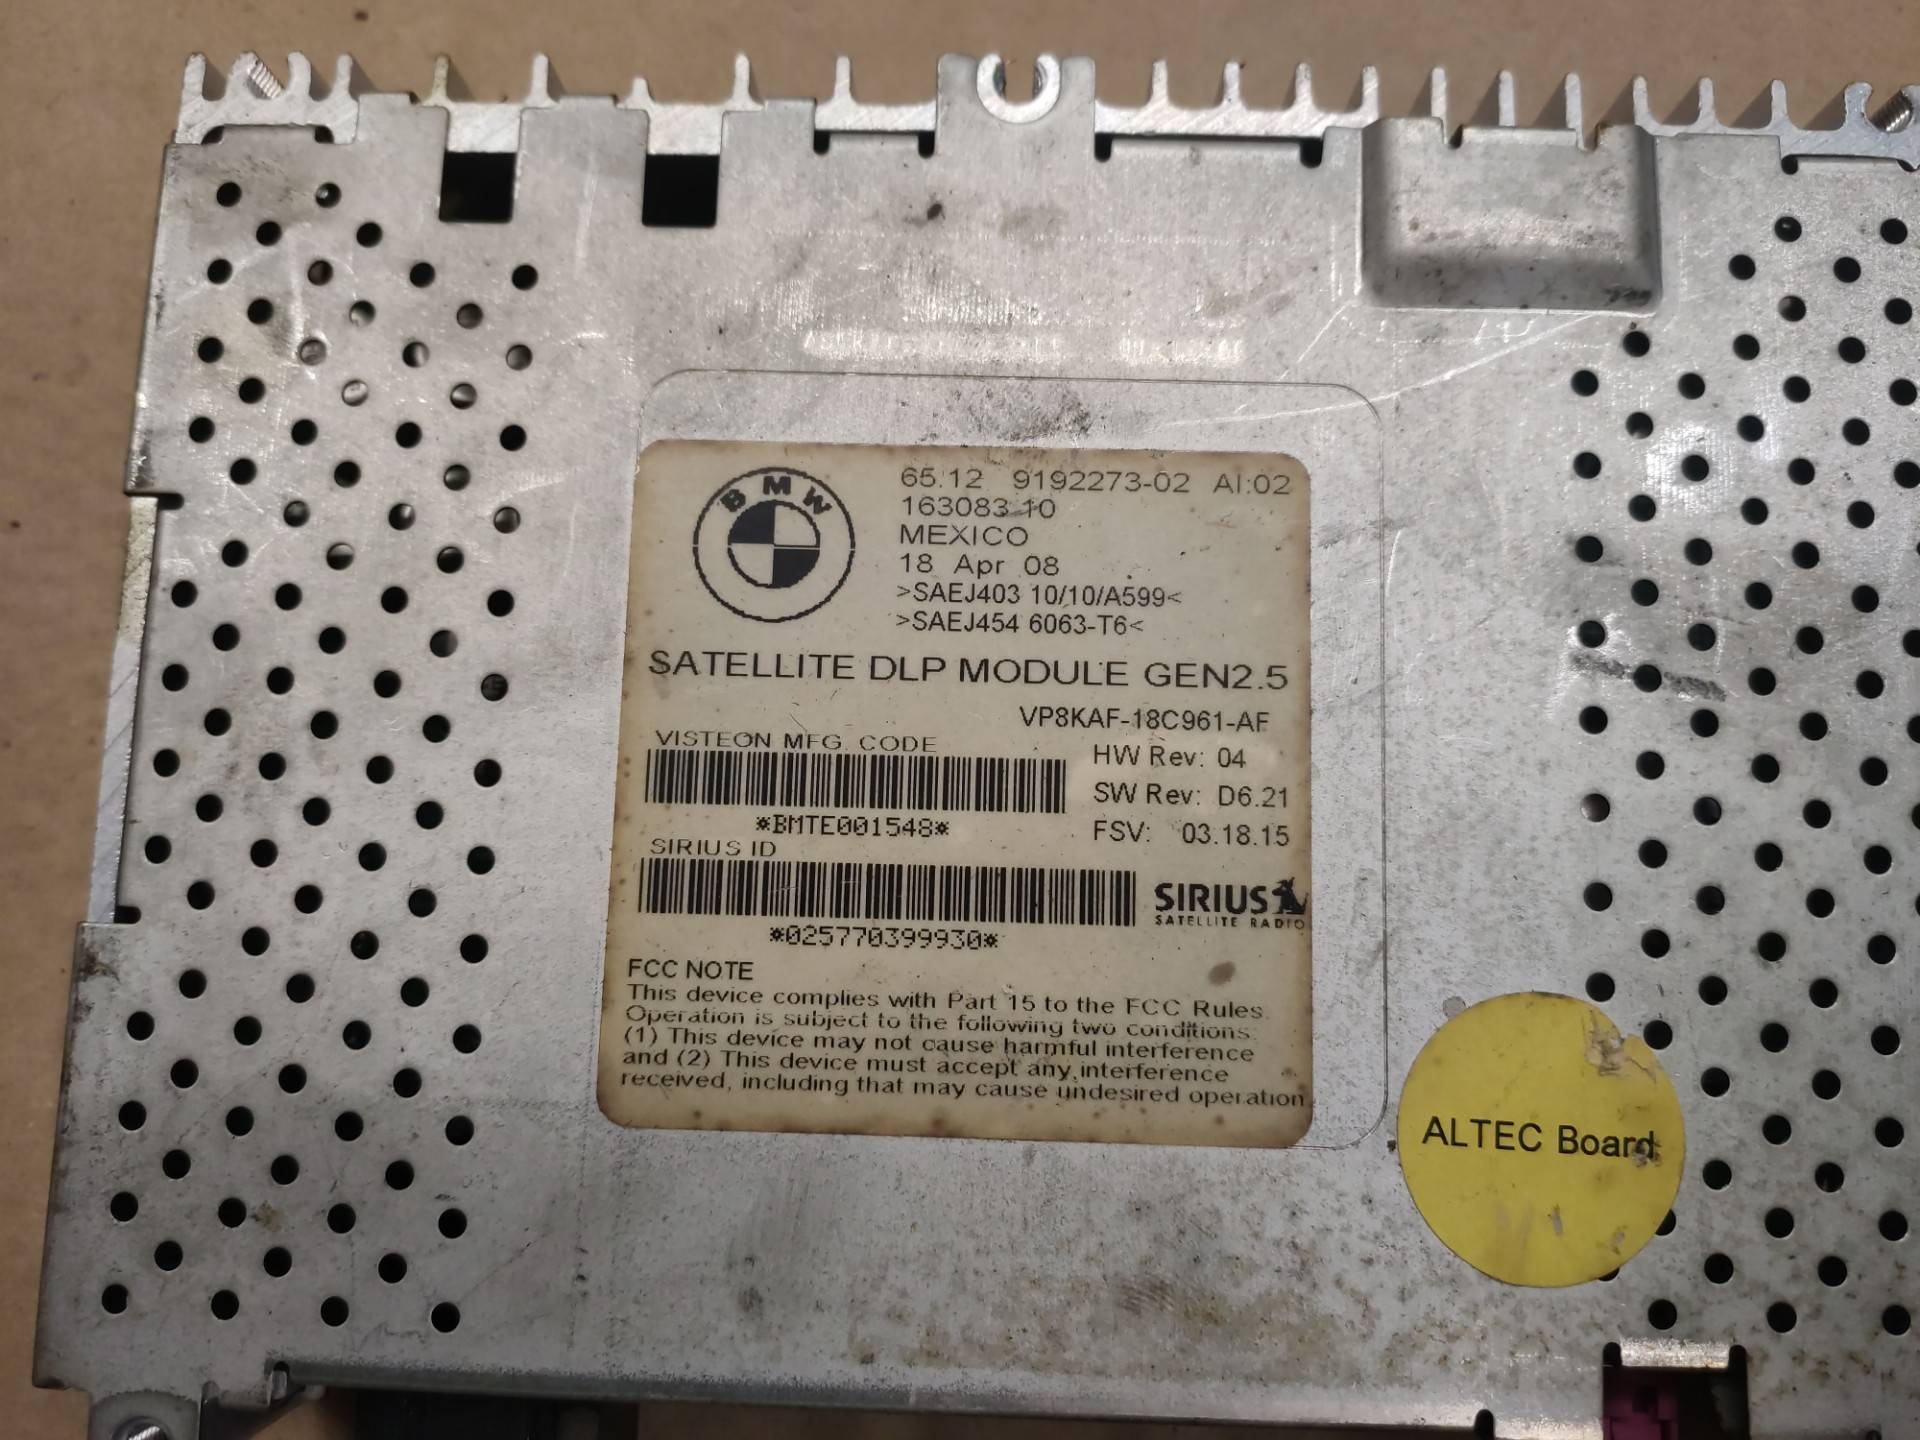 BMW
65.12 9192273-02 AI:02
163083.10
MEXICO
18 Apr 08
>SAEJ403 10/10/A599<
>SAEJ454 6063-T6<
SATELLITE DLP MODULE GEN2.5
VP8KAF-18C961-AF
VISTEON MFG. CODE
HW Rev: 04
SW Rev: D6.21
*BMTE001548*
FSV: 03.18.15
SIRIUS ID
SIRIUS
SATELLITE RADIO
*025770399930*
FCC NOTE
This device complies with Part 15 to the FCC Rules.
Operation is subject to the following two conditions:
(1) This device may not cause harmful interference
and (2) This device must accept any interference
received, including that may cause undesired operation
ALTEC Board